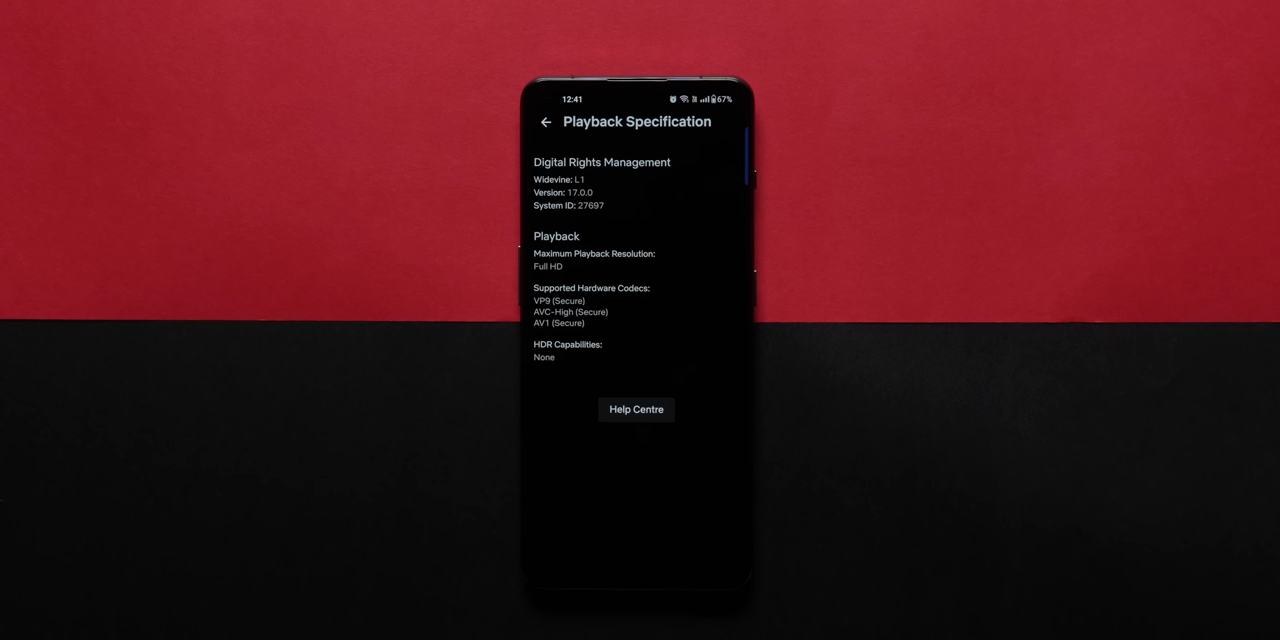 12:41
67%
Playback Specification
Digital Rights Management
Widevine: L1
Version: 17.0.0
System ID: 27697
Playback
Maximum Playback Resolution:
Full HD
Supported Hardware Codecs:
VP9 (Secure)
AVC-High (Secure)
AV1 (Secure)
HDR Capabilities:
None
Help Centre